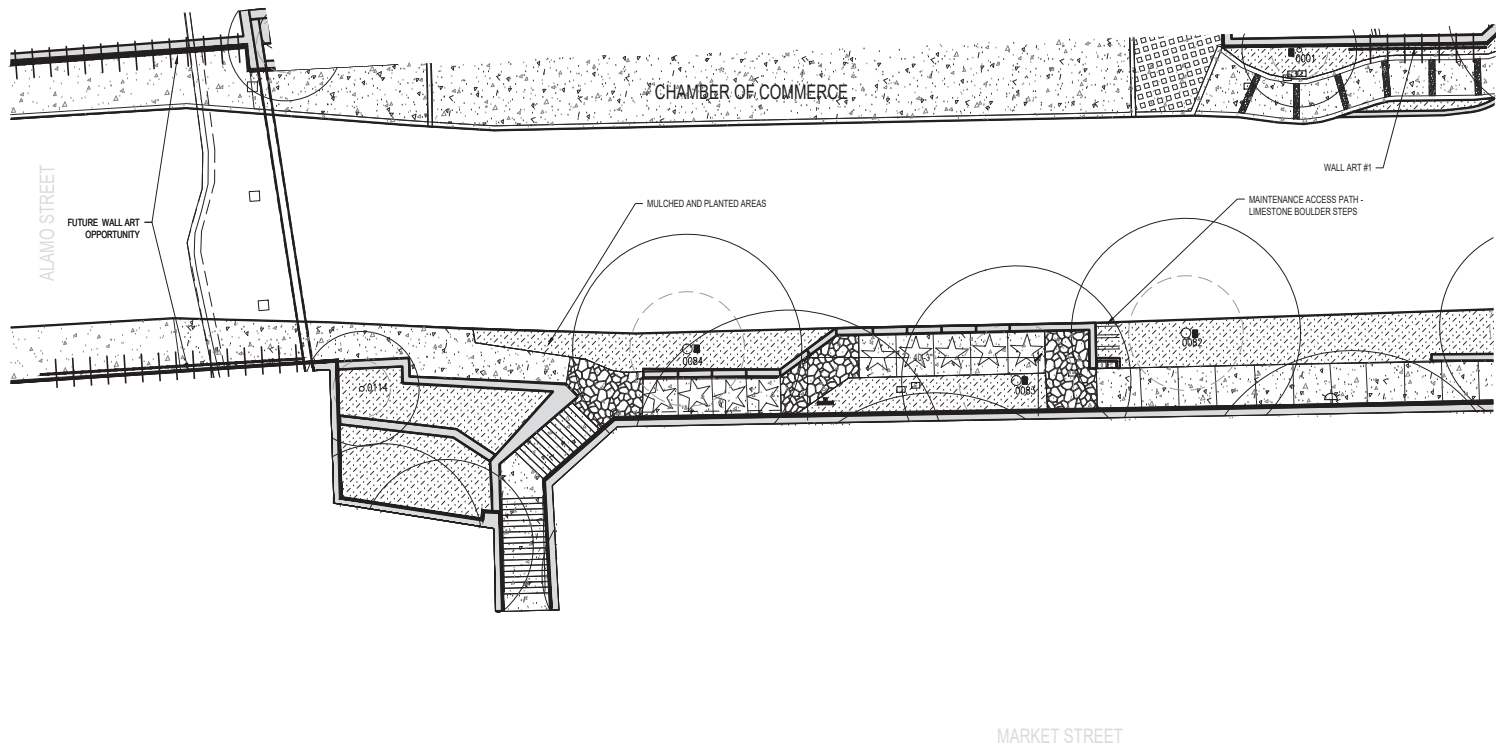 CHAMBER OF COMMERCE
0001
WALL ART #1
ALAMO STREET
FUTURE WALL ART
OPPORTUNITY
MULCHED AND PLANTED AREAS
MAINTENANCE ACCESS PATH -
LIMESTONE BOULDER STEPS
0084
0082
0083
0114
MARKET STREET